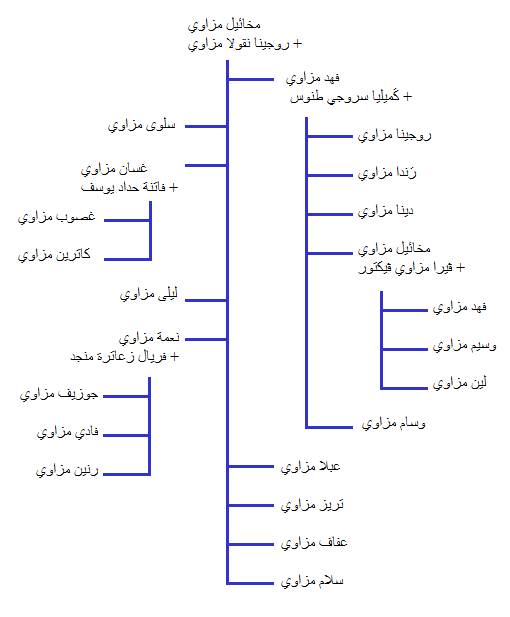 مخائيل مزاوي
+ روجينا نقولا مزاوي
فهد مزاوي
+ كميليا سروجي طنوس
روجينا مزاوي
رندا مزاوي
دينا مزاوي
مخائيل مزاوي
+ ڤيرا مزاوي ڤيكتور
فهد مزاوي
وسيم مزاوي
لين مزاوي
وسام مزاوي
سلوى مزاوي
غسان مزاوي
+ فاتنة حداد يوسف
غصوب مزاوي
كاترين مزاوي
ليلى مزاوي
نعمة مزاوي
+ فريال زعاترة منجد
جوزيف مزاوي
فادي مزاوي
رنين مزاوي
عبلا مزاوي
تريز مزاوي
عفاف مزاوي
سلام مزاوي